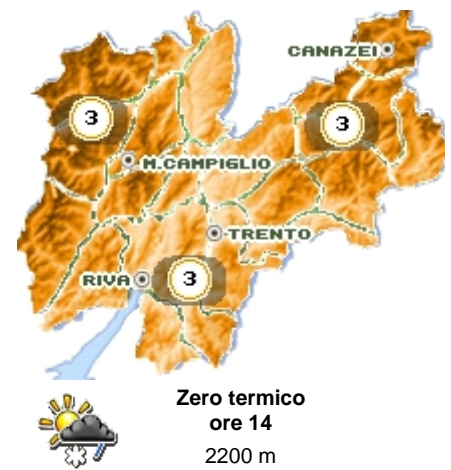 CANAZEI
3
3
M.CAMPIGLIO
TRENTO
RIVA
3
Zero termico
ore 14
2200 m